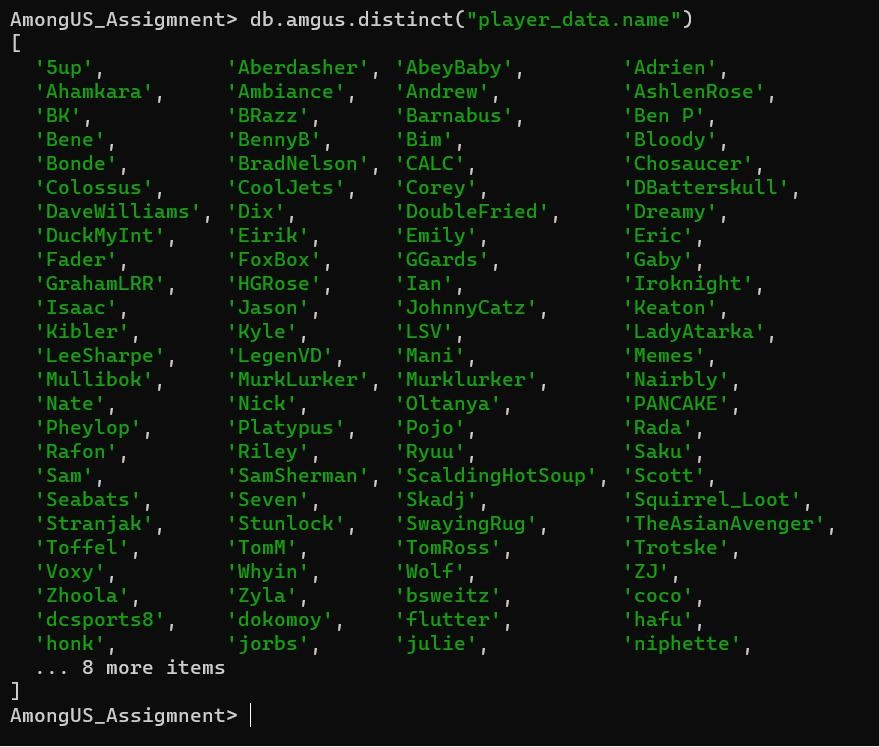 AmongUS_Assigmnent> db.amgus.distinct("player_data.name")
[
  '5up',          'Aberdasher', 'AbeyBaby',       'Adrien',
  'Ahamkara',     'Ambiance',   'Andrew',         'AshlenRose',
  'BK',           'BRazz',      'Barnabus',       'Ben P',
  'Bene',         'BennyB',     'Bim',            'Bloody',
  'Bonde',        'BradNelson', 'CALC',           'Chosaucer',
  'Colossus',     'CoolJets',   'Corey',          'DBatterskull',
  'DaveWilliams', 'Dix',        'DoubleFried',    'Dreamy',
  'DuckMyInt',    'Eirik',      'Emily',          'Eric',
  'Fader',        'FoxBox',     'GGards',         'Gaby',
  'GrahamLRR',    'HGRose',     'Ian',            'Iroknight',
  'Isaac',        'Jason',      'JohnnyCatz',     'Keaton',
  'Kibler',       'Kyle',       'LSV',            'LadyAtarka',
  'LeeSharpe',    'LegenVD',    'Mani',           'Memes',
  'Mullibok',     'MurkLurker', 'Murklurker',     'Nairbly',
  'Nate',         'Nick',       'Oltanya',        'PANCAKE',
  'Pheylop',      'Platypus',   'Pojo',           'Rada',
  'Rafon',        'Riley',      'Ryuu',           'Saku',
  'Sam',          'SamSherman', 'ScaldingHotSoup', 'Scott',
  'Seabats',      'Seven',      'Skadj',          'Squirrel_Loot',
  'Stranjak',     'Stunlock',   'SwayingRug',     'TheAsianAvenger',
  'Toffel',       'TomM',       'TomRoss',        'Trotske',
  'Voxy',         'Whyin',      'Wolf',           'ZJ',
  'Zhoola',       'Zyla',       'bsweitz',        'coco',
  'dcsports8',    'dokomoy',    'flutter',        'hafu',
  'honk',         'jorbs',      'julie',          'niphette',
  ... 8 more items
]
AmongUS_Assigmnent>